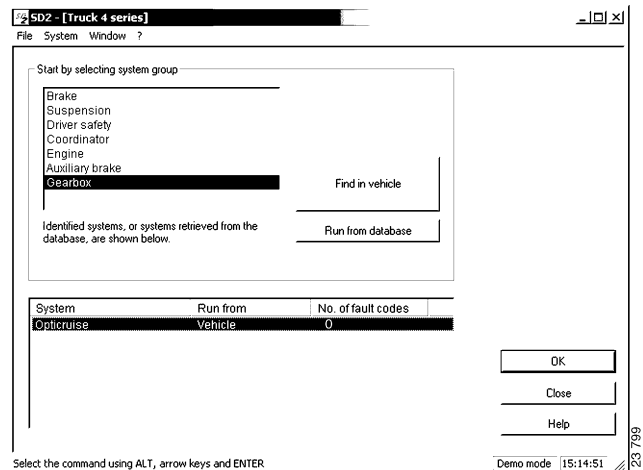 SD2 - [Truck 4 series]
File System Window ?
Start by selecting system group
Brake
Suspension
Driver safety
Coordinator
Engine
Auxiliary brake
Gearbox
Find in vehicle
Run from database
Identified systems, or systems retrieved from the
database, are shown below.
System Run from No. of fault codes
Opticruise Vehicle 0
OK
Close
Help
Select the command using ALT, arrow keys and ENTER
Demo mode 15:14:51
23 799